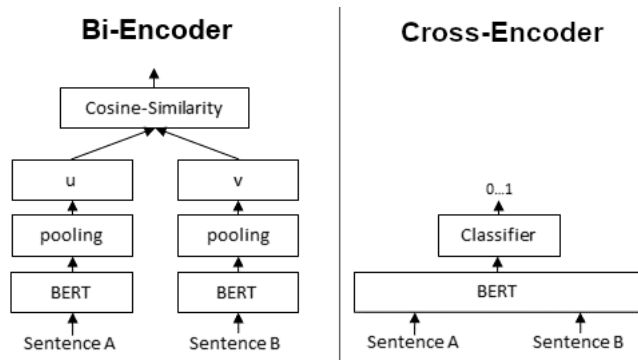 Bi-Encoder
Cosine-Similarity
u
v
pooling
pooling
BERT
BERT
Sentence A
Sentence B
Cross-Encoder
0...1
Classifier
BERT
Sentence A
Sentence B